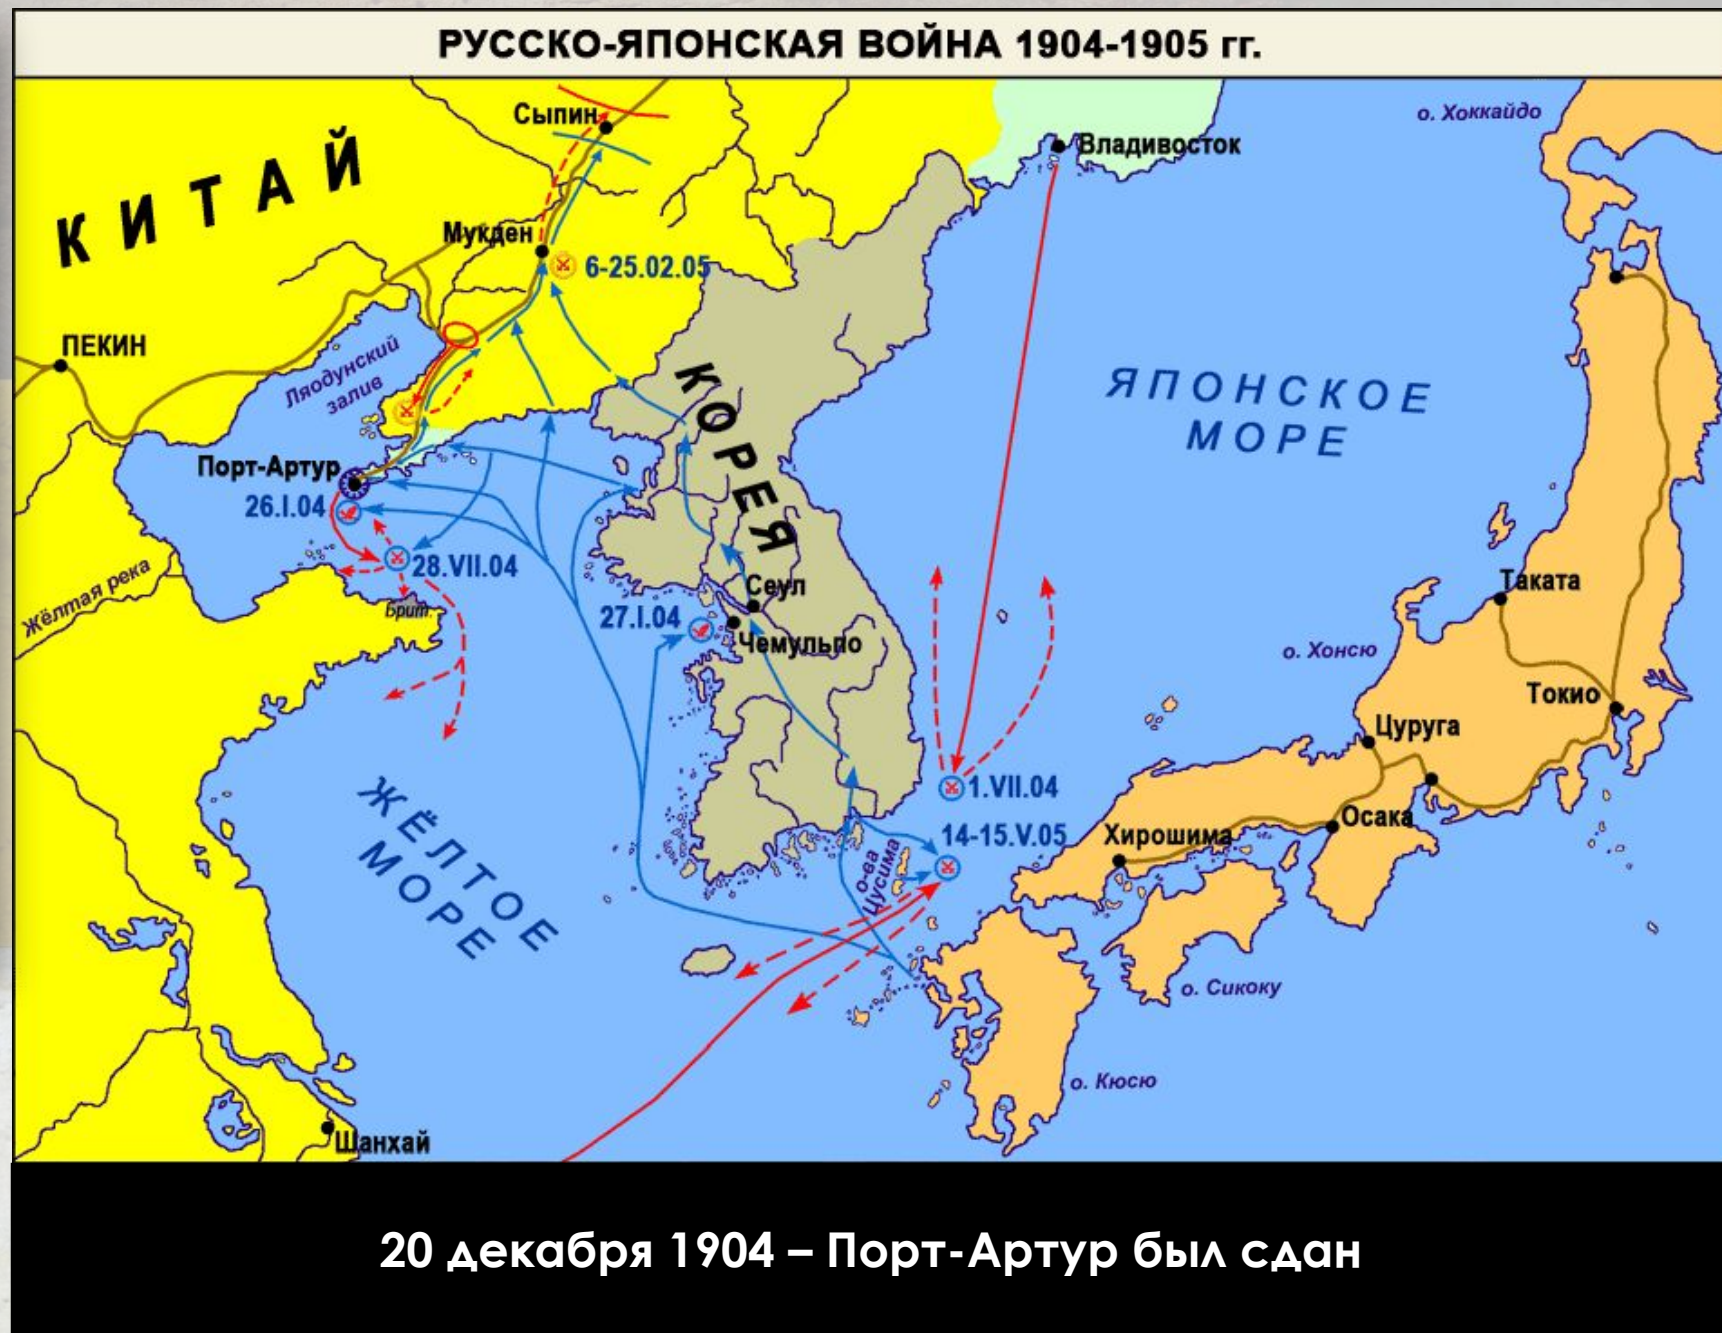 РУССКО-ЯПОНСКАЯ ВОЙНА 1904-1905 гг.
о. Хоккайдо
Сыпин
Владивосток
КИТАЙ
Мукден
6-25.02.05
ПЕКИН
Ляодунский
залив
КОРЕЯ
ЯПОНСКОЕ
МОРЕ
Порт-Артур
26.I.04
28.VII.04
Жёлтая река
Брит.
Сеул
27.I.04
Чемульпо
Таката
о. Хонсю
Токио
Цуруга
1.VII.04
14-15.V.05
Осака
Хирошима
о-ва
Цусима
ЖЁЛТОЕ
МОРЕ
о. Сикоку
о. Кюсю
Шанхай
20 декабря 1904 – Порт-Артур был сдан